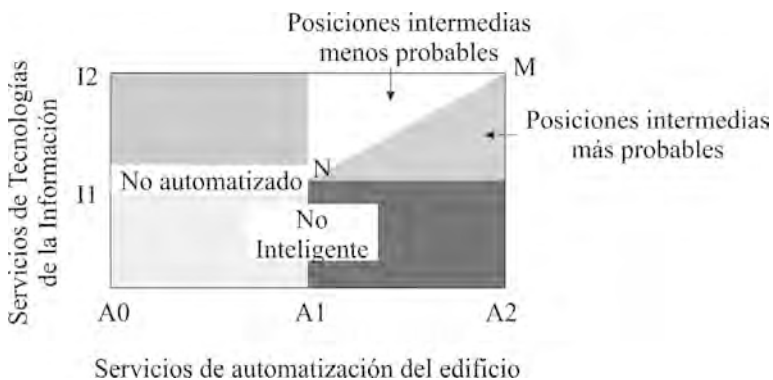 Posiciones intermedias
menos probables
I2
M
Posiciones intermedias
más probables
Servicios de Tecnologías
de la Información
N
No automatizado
I1
No
Inteligente
A0
A1
A2
Servicios de automatización del edificio